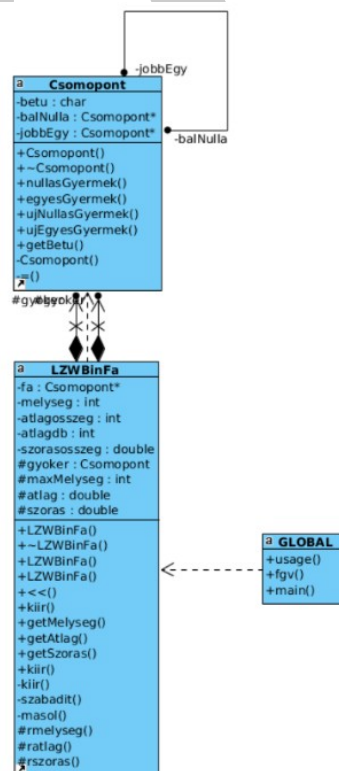 -jobbEgy
a Csomopont
-betu : char
-balNulla : Csomopont*
-jobbEgy : Csomopont*
-balNulla
+Csomopont()
+~Csomopont()
+nullasGyermek()
+egyesGyermek()
+ujNullasGyermek()
+ujEgyesGyermek()
+getBetu()
-Csomopont()
-=()
a LZWBinFa
-fa : Csomopont*
-melyseg : int
-atlagosszeg : int
-atlagdb : int
-szorasosszeg : double
#gyoker : Csomopont
#maxMelyseg : int
#atlag : double
#szoras : double
+LZWBinFa()
+~LZWBinFa()
+LZWBinFa()
+LZWBinFa()
+<<()
+kiir()
+getMelyseg()
+getAtlag()
+getSzoras()
+kiir()
-kiir()
-szabadit()
-masol()
#rmelyseg()
#ratlag()
#rszoras()
a GLOBAL
+usage()
+fgv()
+main()